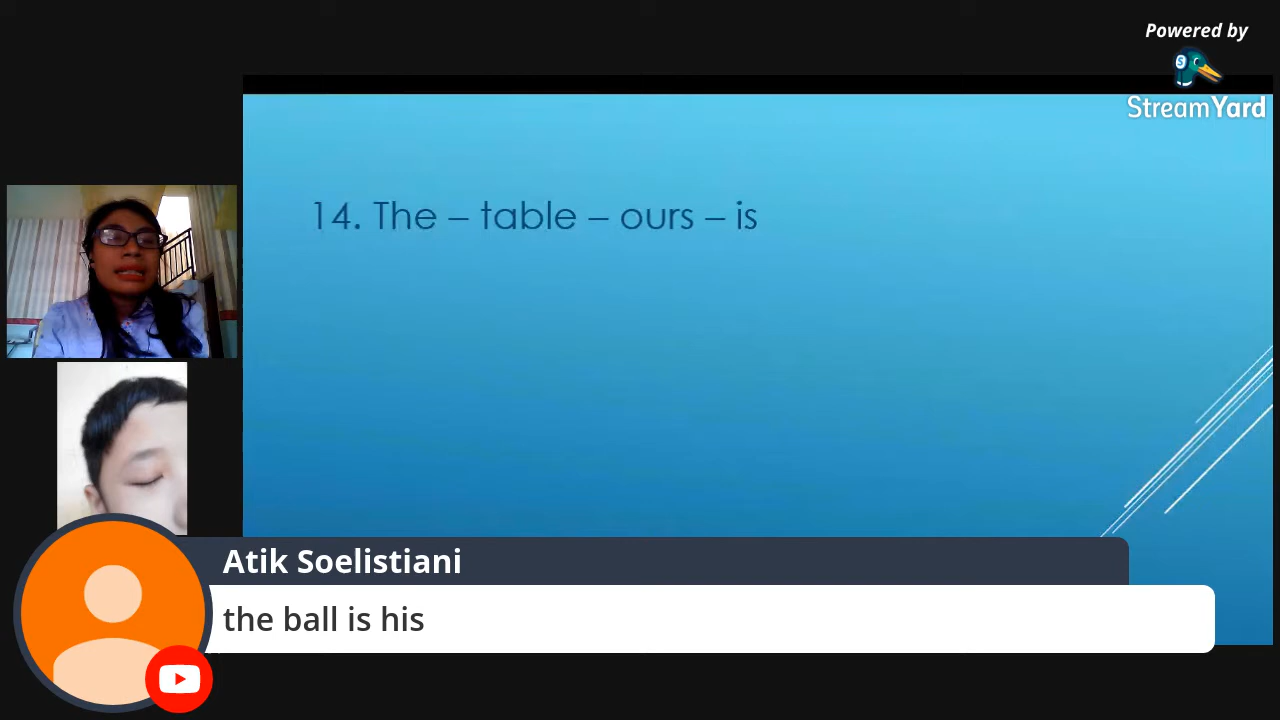 Powered by
StreamYard
14. The – table – ours – is
Atik Soelistiani
the ball is his